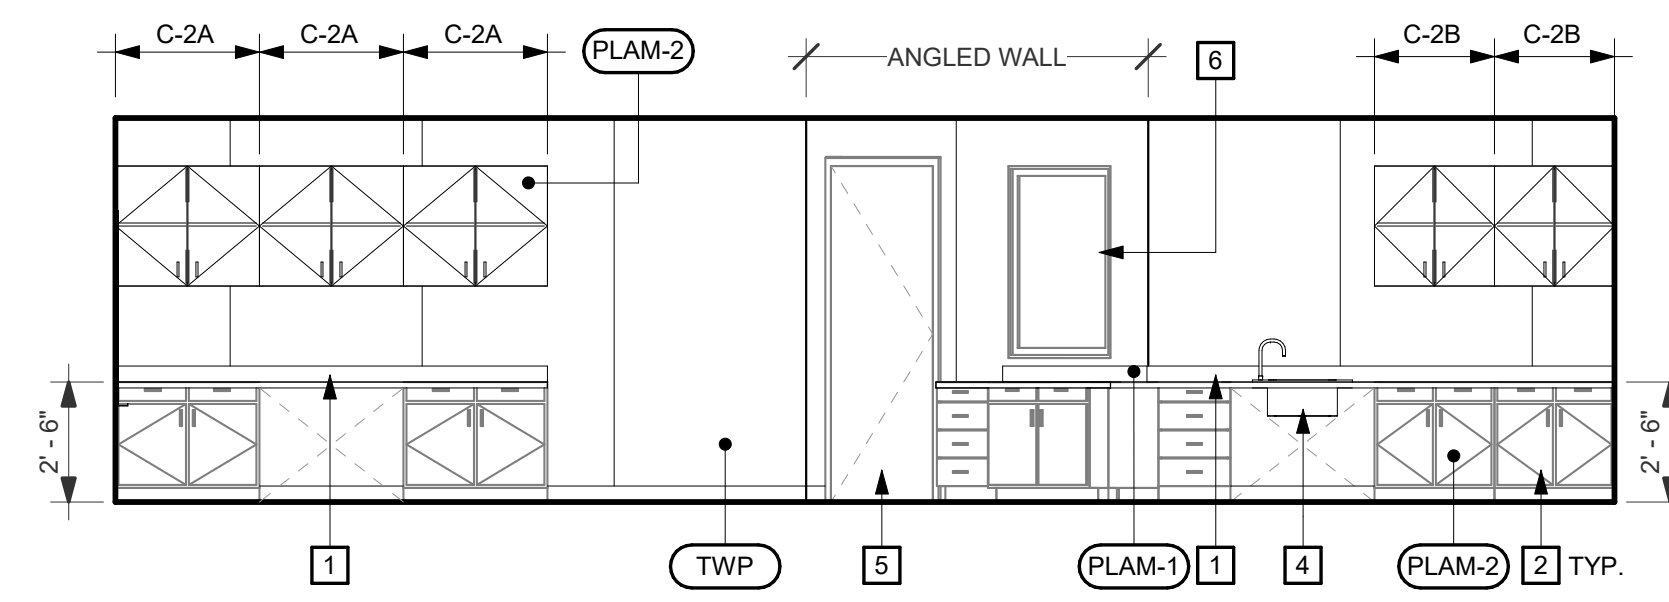 C-2A C-2A C-2A PLAM-2 ANGLED WALL 6 C-2B C-2B
2' - 6" 2' - 6"
1 TWP 5 PLAM-1 1 4 PLAM-2 2 TYP.